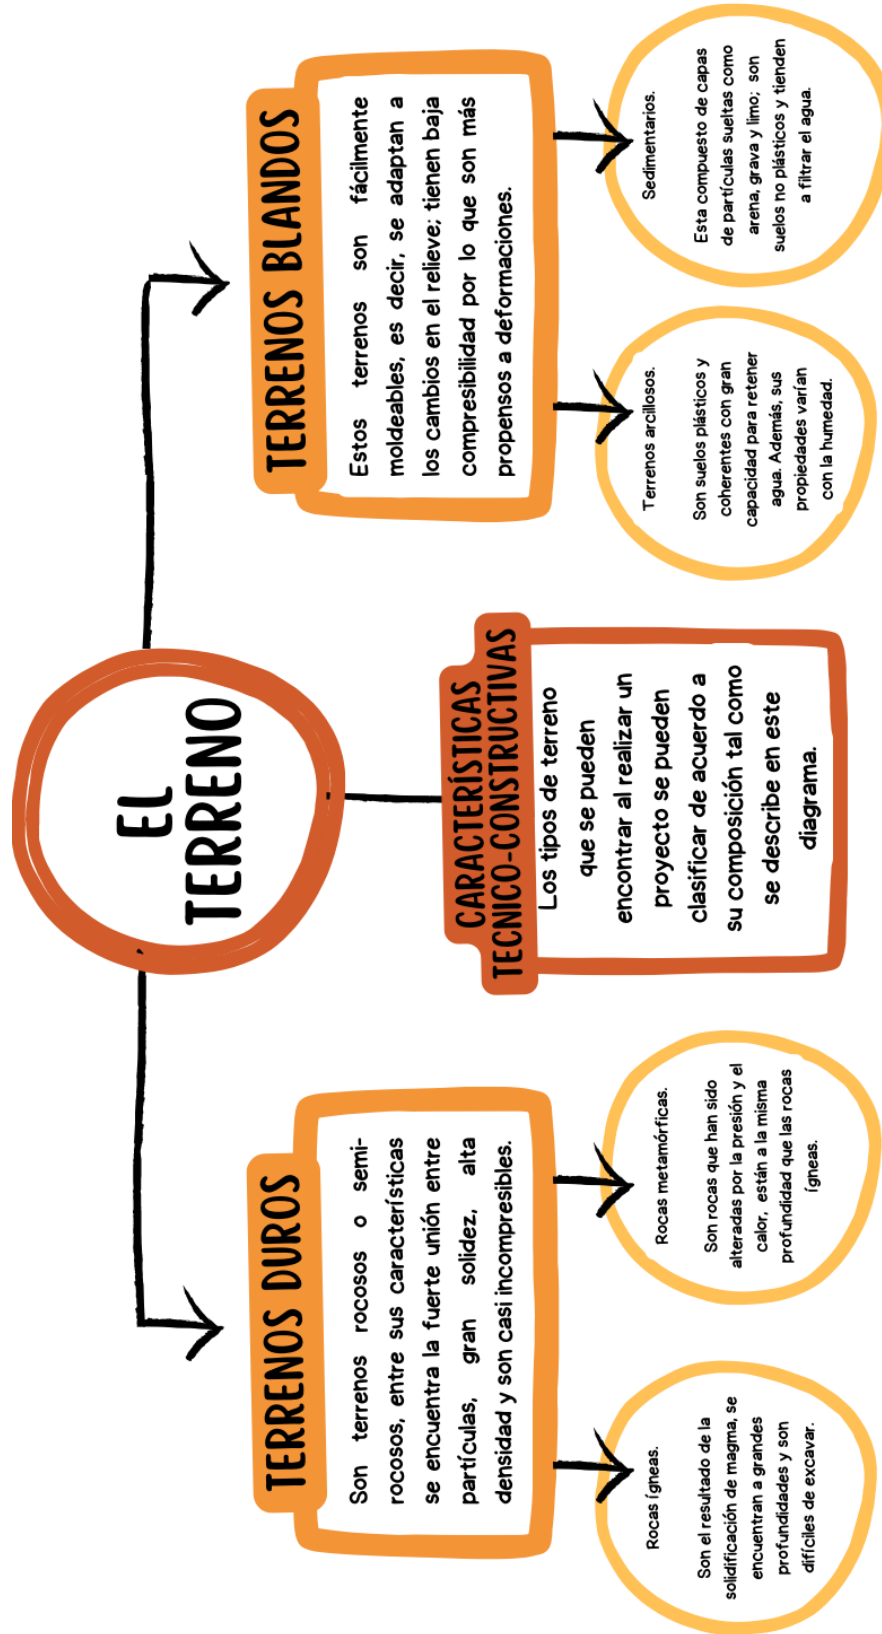 EL
TERRENO
TERRENOS DUROS
Son terrenos rocosos o semi-
rocosos, entre sus características
se encuentra la fuerte unión entre
partículas, gran solidez, alta
densidad y son casi incompresibles.
Rocas ígneas.
Son el resultado de la
solidificación de magma, se
encuentran a grandes
profundidades y son
difíciles de excavar.
Rocas metamórficas.
Son rocas que han sido
alteradas por la presión y el
calor, están a la misma
profundidad que las rocas
ígneas.
CARACTERÍSTICAS
TECNICO-CONSTRUCTIVAS
Los tipos de terreno
que se pueden
encontrar al realizar un
proyecto se pueden
clasificar de acuerdo a
su composición tal como
se describe en este
diagrama.
TERRENOS BLANDOS
Estos terrenos son fácilmente
moldeables, es decir, se adaptan a
los cambios en el relieve; tienen baja
compresibilidad por lo que son más
propensos a deformaciones.
Terrenos arcillosos.
Son suelos plásticos y
coherentes con gran
capacidad para retener
agua. Además, sus
propiedades varían
con la humedad.
Sedimentarios.
Esta compuesto de capas
de partículas sueltas como
arena, grava y limo; son
suelos no plásticos y tienden
a filtrar el agua.